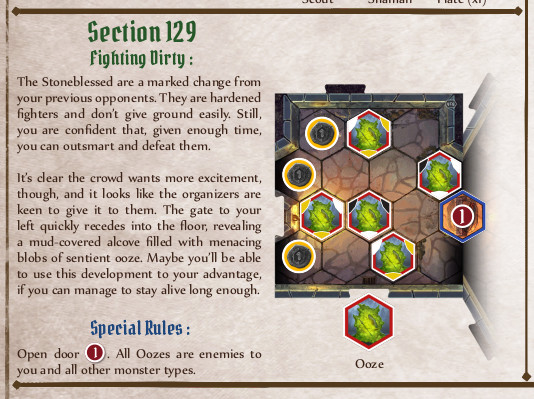 Scout Shaman Plate (x1)
Section 129
Fighting Dirty :
The Stoneblessed are a marked change from
your previous opponents. They are hardened
fighters and don't give ground easily. Still,
you are confident that, given enough time,
you can outsmart and defeat them.
It's clear the crowd wants more excitement,
though, and it looks like the organizers are
keen to give it to them. The gate to your
left quickly recedes into the floor, revealing
a mud-covered alcove filled with menacing
blobs of sentient ooze. Maybe you'll be able
to use this development to your advantage,
if you can manage to stay alive long enough.
1
Ooze
Special Rules :
Open door 1. All Oozes are enemies to
you and all other monster types.